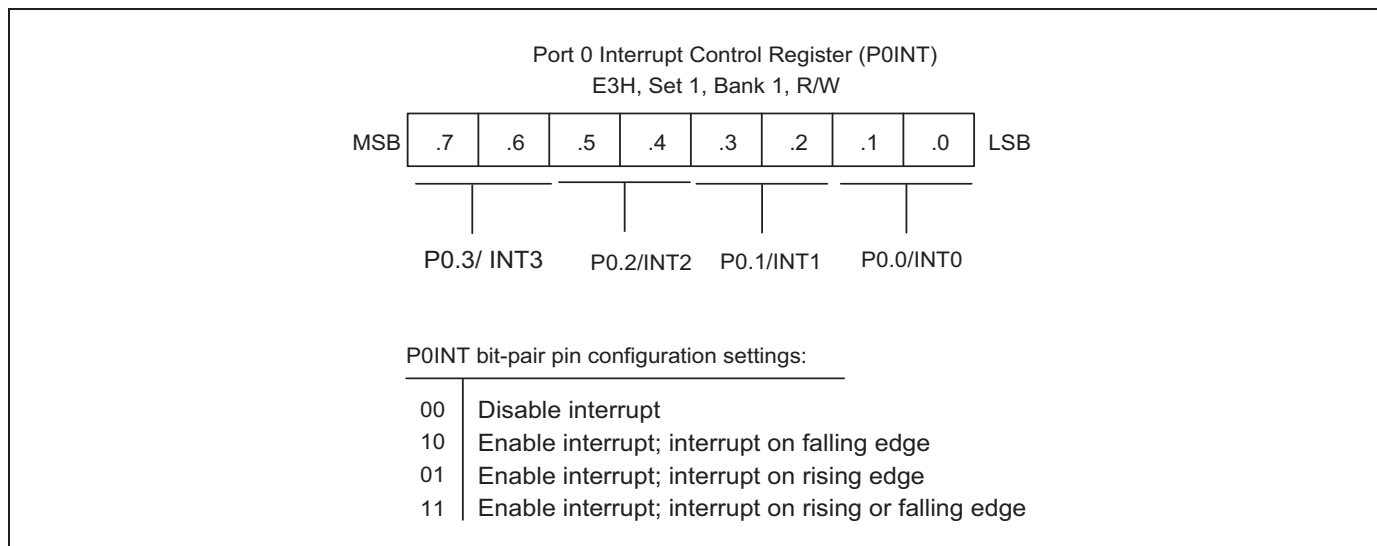 Port 0 Interrupt Control Register (P0INT)
E3H, Set 1, Bank 1, R/W
MSB .7 .6 .5 .4 .3 .2 .1 .0 LSB
P0.3/ INT3 P0.2/INT2 P0.1/INT1 P0.0/INT0
P0INT bit-pair pin configuration settings:
00 Disable interrupt
10 Enable interrupt; interrupt on falling edge
01 Enable interrupt; interrupt on rising edge
11 Enable interrupt; interrupt on rising or falling edge